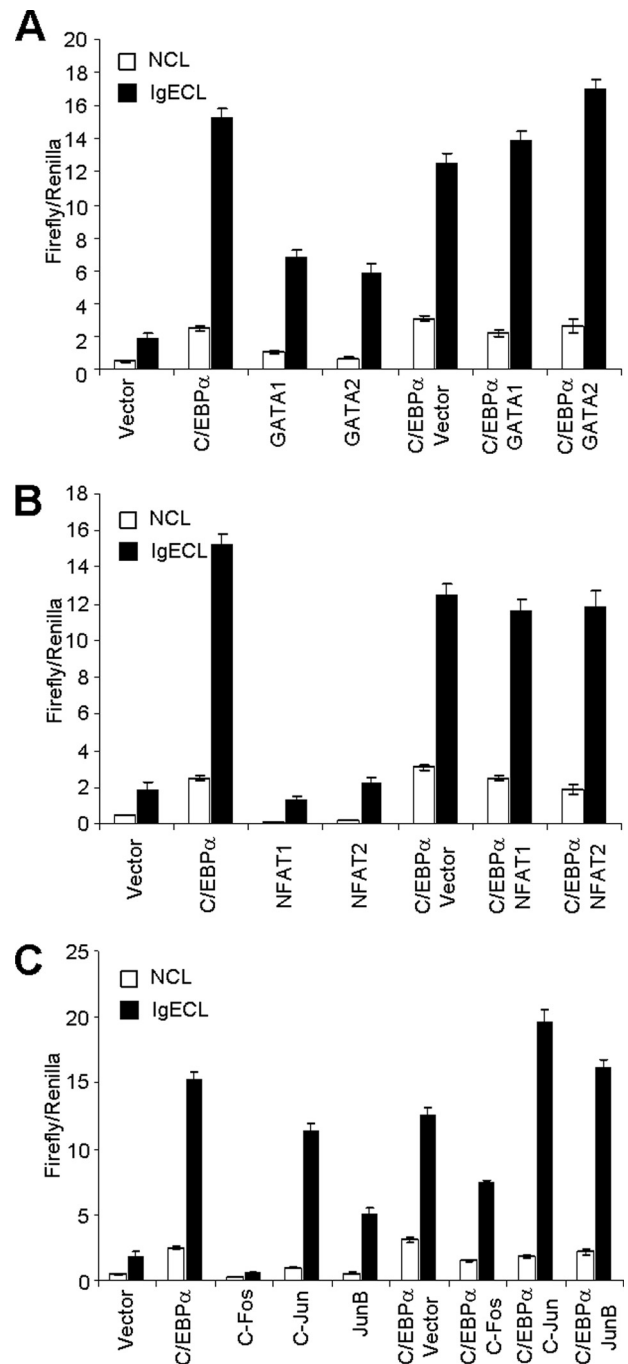 A
NCL
IgECL
Firefly/Renilla
20
18
16
14
12
10
8
6
4
2
0
Vector
C/EBPα
GATA1
GATA2
C/EBPα
Vector
C/EBPα
GATA1
C/EBPα
GATA2
B
NCL
IgECL
Firefly/Renilla
18
16
14
12
10
8
6
4
2
0
Vector
C/EBPα
NFAT1
NFAT2
C/EBPα
Vector
C/EBPα
NFAT1
C/EBPα
NFAT2
C
NCL
IgECL
Firefly/Renilla
25
20
15
10
5
0
Vector
C/EBPα
C-Fos
C-Jun
JunB
C/EBPα
Vector
C/EBPα
C-Fos
C/EBPα
C-Jun
C/EBPα
JunB